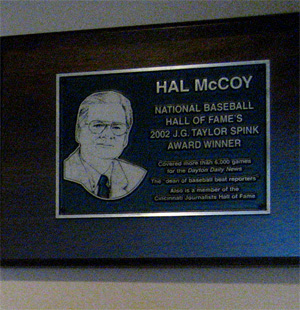 HAL McCOY
NATIONAL BASEBALL
HALL OF FAME'S
2002 J.G. TAYLOR SPINK
AWARD WINNER
Covered more than 6,000 games
for the Dayton Daily News
The "dean of baseball beat reporters"
Also is a member of the
Cincinnati Journalists Hall of Fame